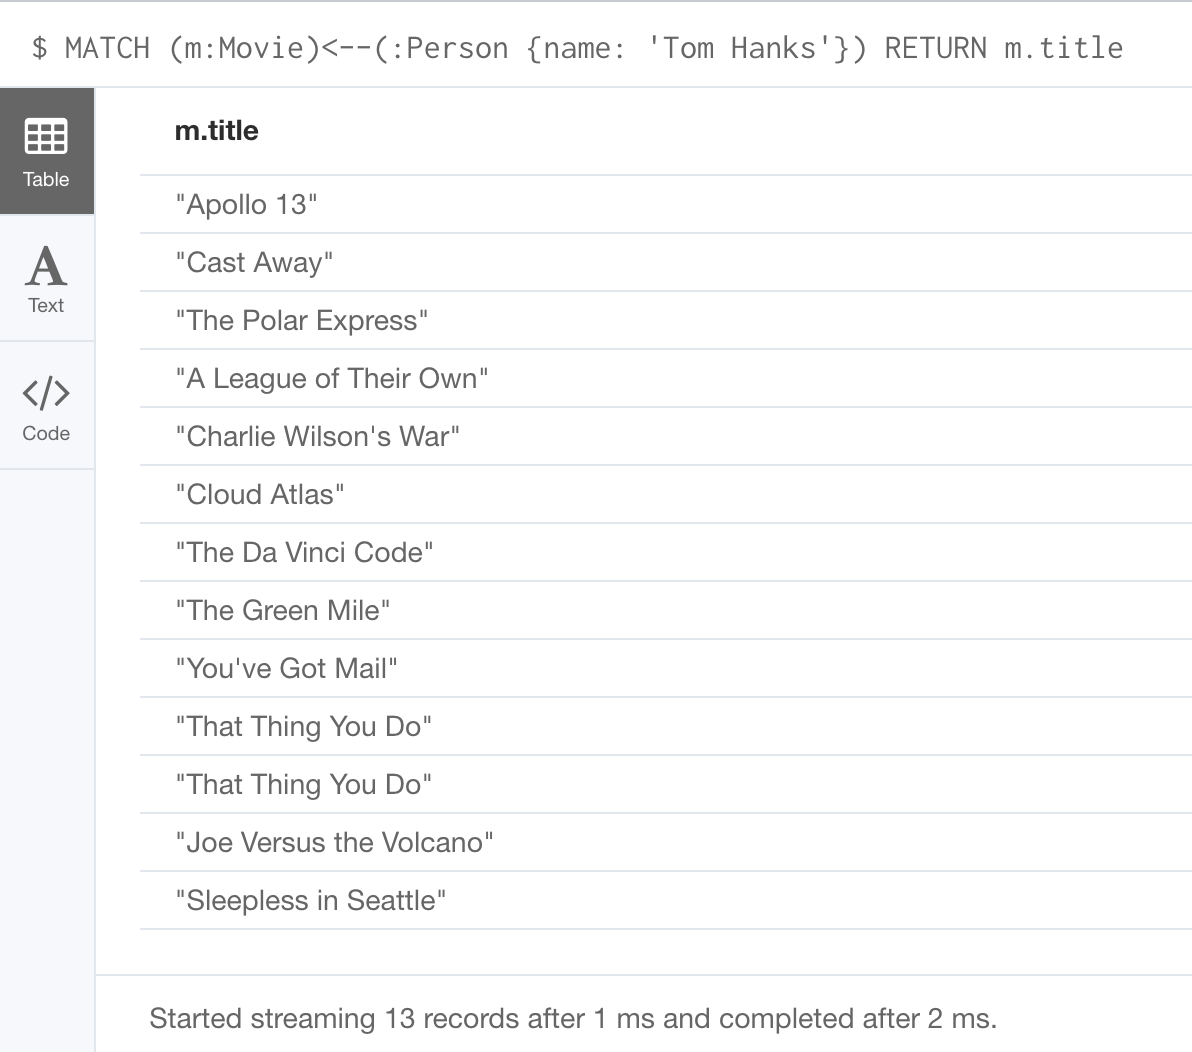 $ MATCH (m:Movie)<--(:Person {name: 'Tom Hanks'}) RETURN m.title
m.title
Table
"Apollo 13"
"Cast Away"
Text
"The Polar Express"
"A League of Their Own"
Code
"Charlie Wilson's War"
"Cloud Atlas"
"The Da Vinci Code"
"The Green Mile"
"You've Got Mail"
"That Thing You Do"
"That Thing You Do"
"Joe Versus the Volcano"
"Sleepless in Seattle"
Started streaming 13 records after 1 ms and completed after 2 ms.